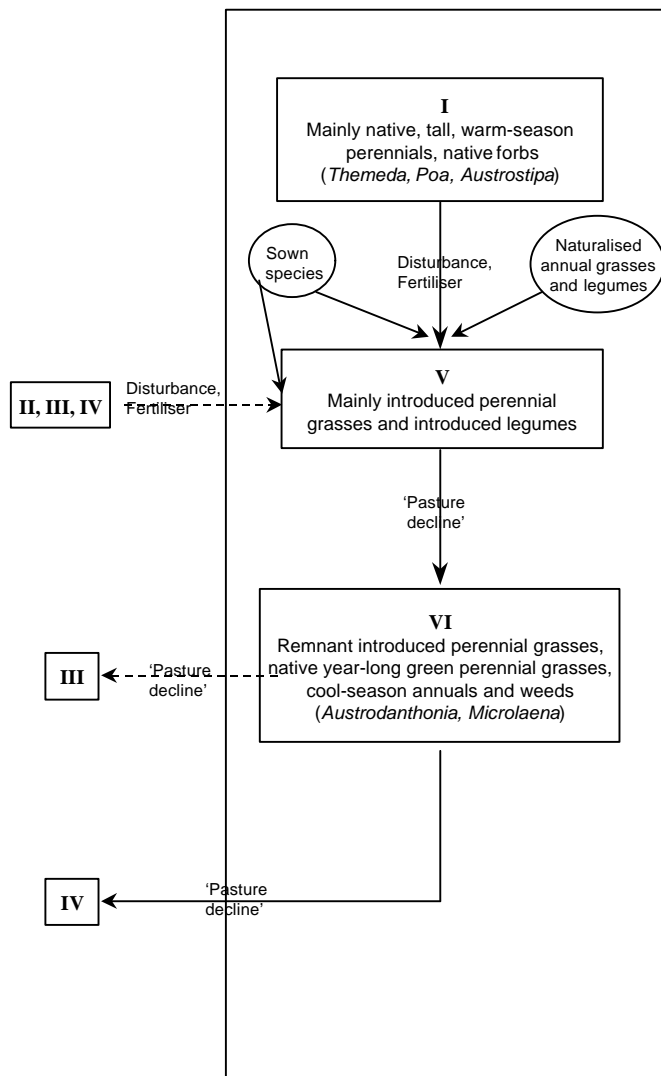 I
Mainly native, tall, warm-season
perennials, native forbs
(Themeda, Poa, Austrostipa)
Sown
species
Disturbance,
Fertiliser
Naturalised
annual grasses
and legumes
II, III, IV
Disturbance,
Fertiliser
V
Mainly introduced perennial
grasses and introduced legumes
‘Pasture
decline’
VI
Remnant introduced perennial grasses,
native year-long green perennial grasses,
cool-season annuals and weeds
(Austrodanthonia, Microlaena)
III
‘Pasture
decline’
IV
‘Pasture
decline’